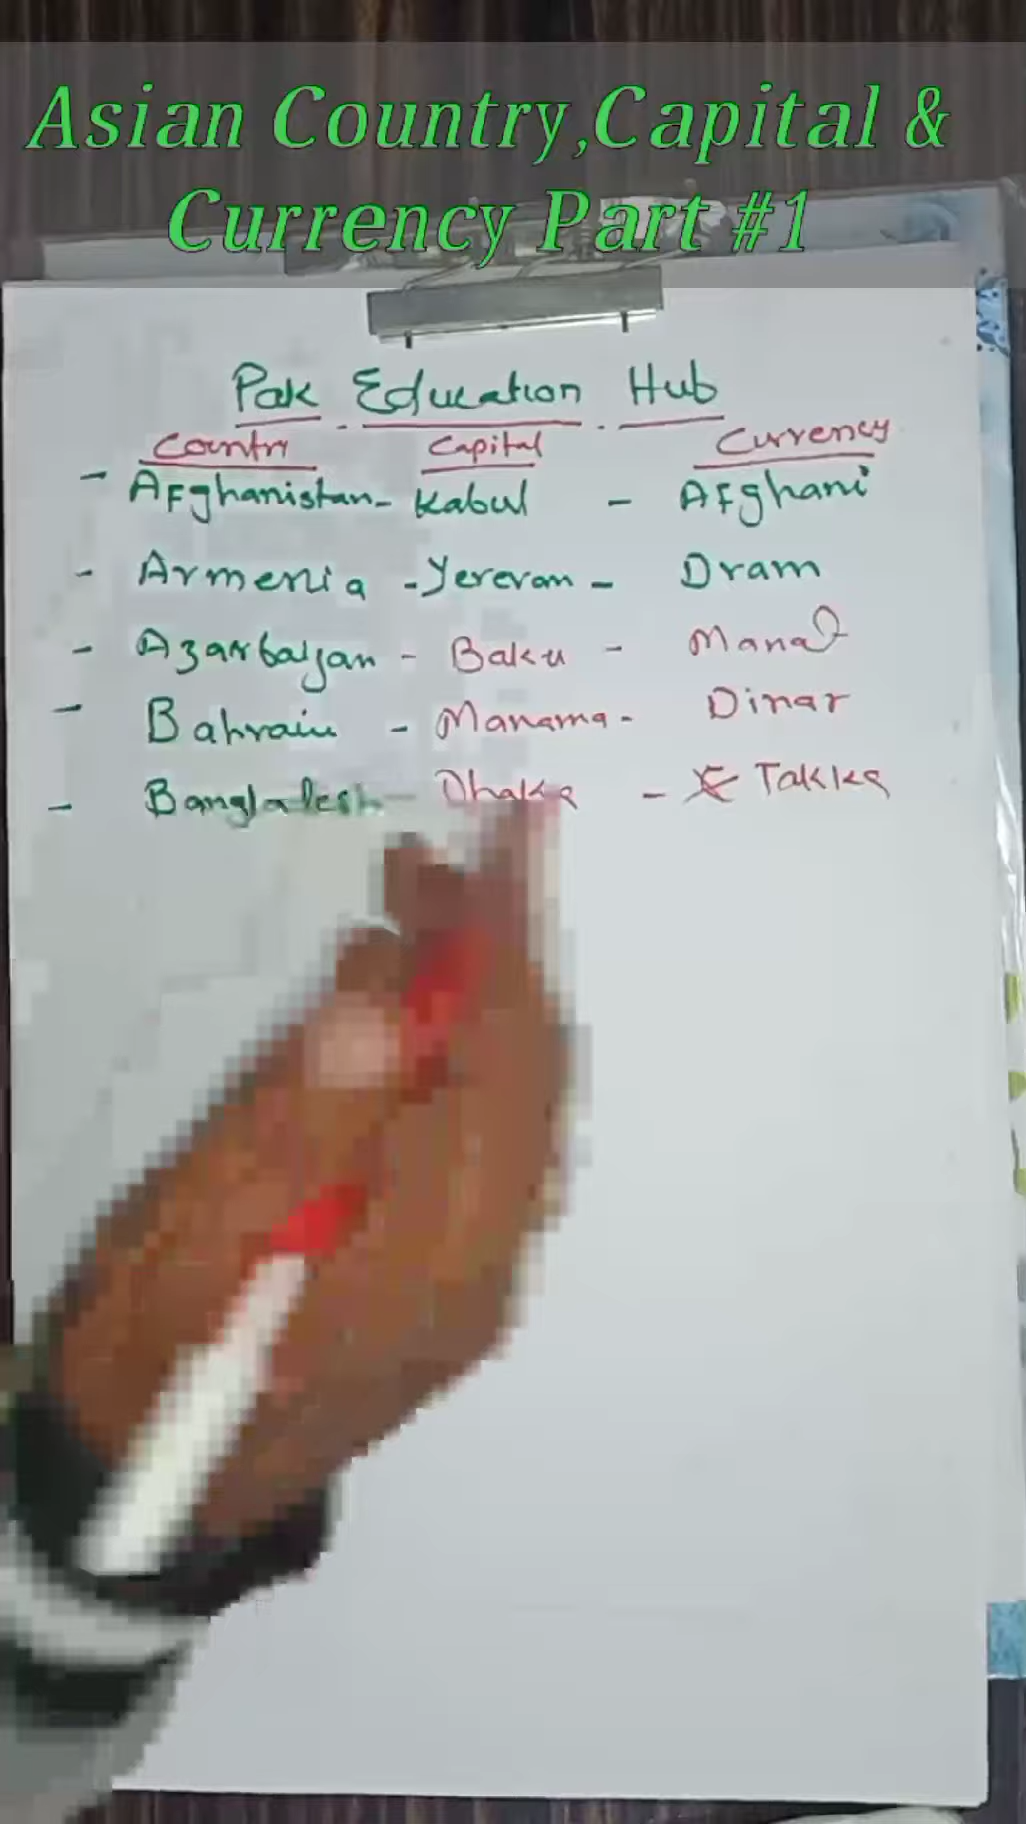 Asian Country,Capital &
Currency Part #1
Pak Education Hub
Country Capital Currency
- Afghanistan - Kabul - Afghani
- Armenia - Yerevan - Dram
- Azarbaijan - Baku - Manat
- Bahrain - Manama - Dinar
- Bangladesh - Dhaka - Takka